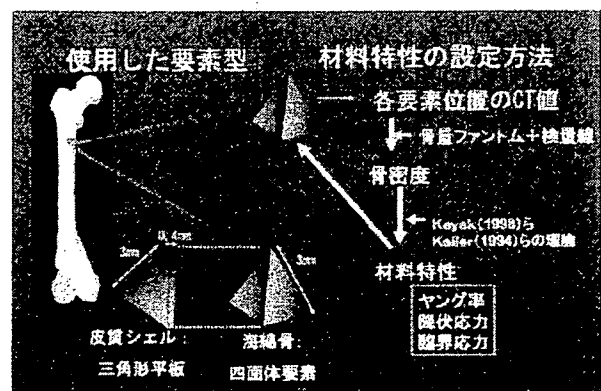 使用した要素型
材料特性の設定方法
各要素位置のCT値
骨量ファントム+検量線
骨密度
Keyak(1998)ら
Keller(1994)らの理論
材料特性
ヤング率
降伏応力
臨界応力
0.4mm
3mm
3mm
皮質シェル:
三角形平板
海綿骨:
四面体要素